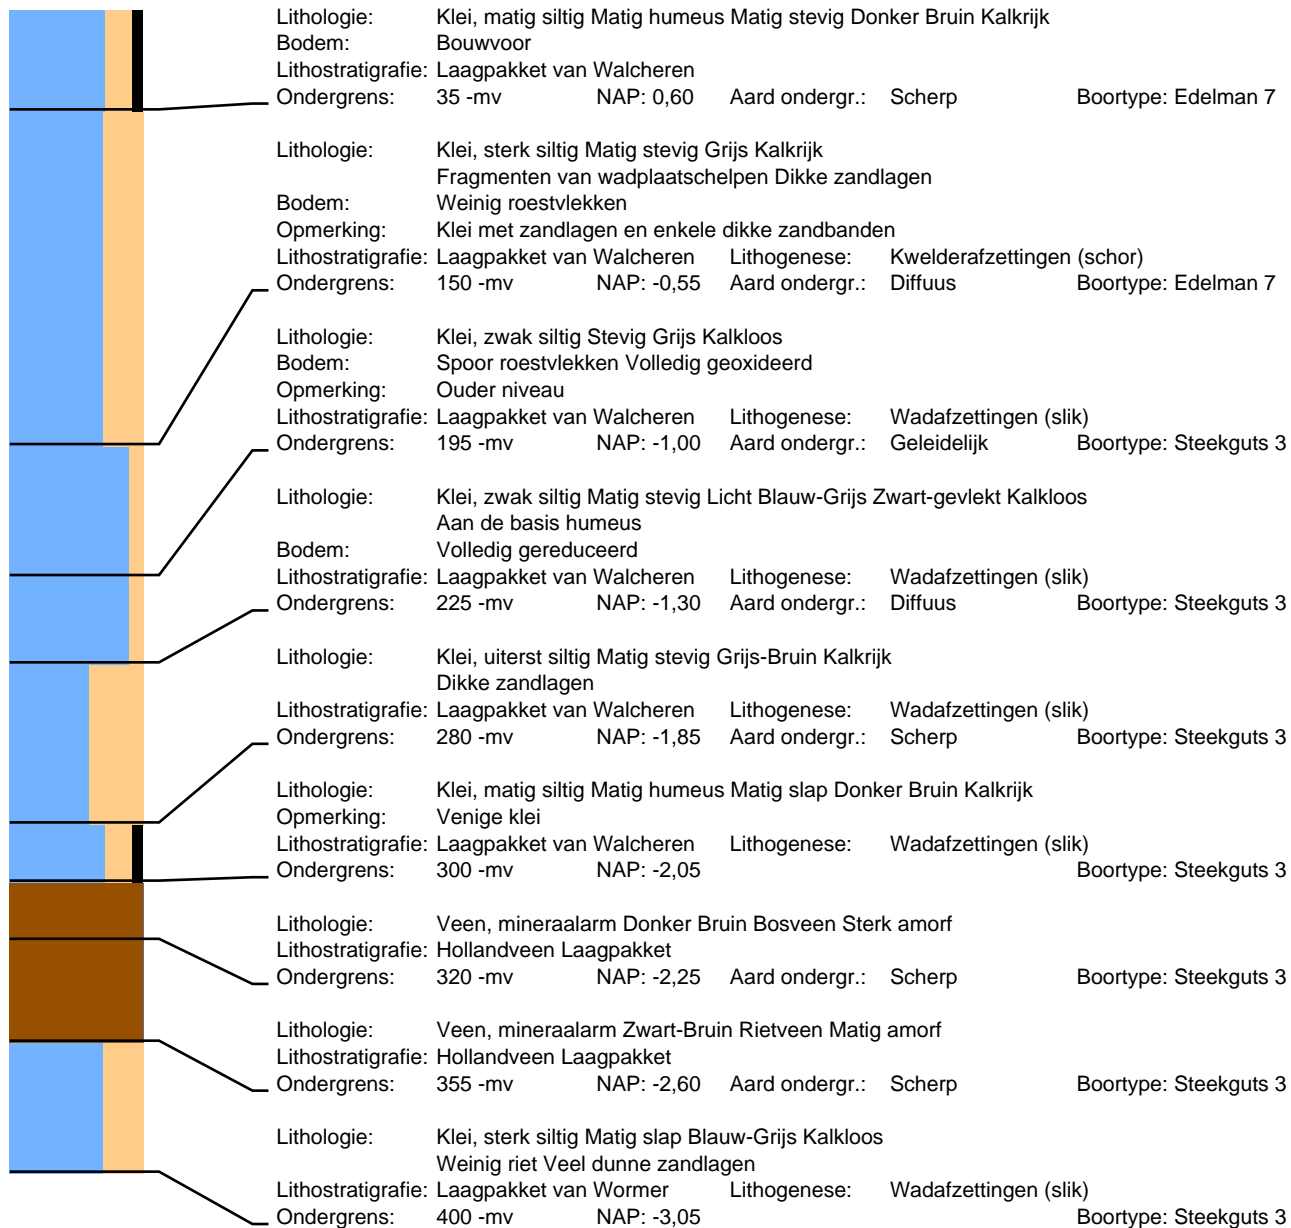 Lithologie: Klei, matig siltig Matig humeus Matig stevig Donker Bruin Kalkrijk
Bodem: Bouwvoor
Lithostratigrafie: Laagpakket van Walcheren
Ondergrens: 35 -mv NAP: 0,60 Aard ondergr.: Scherp Boortype: Edelman 7
Lithologie: Klei, sterk siltig Matig stevig Grijs Kalkrijk
Fragmenten van wadplaatschelpen Dikke zandlagen
Bodem: Weinig roestvlekken
Opmerking: Klei met zandlagen en enkele dikke zandbanden
Lithostratigrafie: Laagpakket van Walcheren Lithogenese: Kwelderafzettingen (schor)
Ondergrens: 150 -mv NAP: -0,55 Aard ondergr.: Diffuus Boortype: Edelman 7
Lithologie: Klei, zwak siltig Stevig Grijs Kalkloos
Bodem: Spoor roestvlekken Volledig geoxideerd
Opmerking: Ouder niveau
Lithostratigrafie: Laagpakket van Walcheren Lithogenese: Wadafzettingen (slik)
Ondergrens: 195 -mv NAP: -1,00 Aard ondergr.: Geleidelijk Boortype: Steekguts 3
Lithologie: Klei, zwak siltig Matig stevig Licht Blauw-Grijs Zwart-gevlekt Kalkloos
Aan de basis humeus
Bodem: Volledig gereduceerd
Lithostratigrafie: Laagpakket van Walcheren Lithogenese: Wadafzettingen (slik)
Ondergrens: 225 -mv NAP: -1,30 Aard ondergr.: Diffuus Boortype: Steekguts 3
Lithologie: Klei, uiterst siltig Matig stevig Grijs-Bruin Kalkrijk
Dikke zandlagen
Lithostratigrafie: Laagpakket van Walcheren Lithogenese: Wadafzettingen (slik)
Ondergrens: 280 -mv NAP: -1,85 Aard ondergr.: Scherp Boortype: Steekguts 3
Lithologie: Klei, matig siltig Matig humeus Matig slap Donker Bruin Kalkrijk
Opmerking: Venige klei
Lithostratigrafie: Laagpakket van Walcheren Lithogenese: Wadafzettingen (slik)
Ondergrens: 300 -mv NAP: -2,05 Boortype: Steekguts 3
Lithologie: Veen, mineraalarm Donker Bruin Bosveen Sterk amorf
Lithostratigrafie: Hollandveen Laagpakket
Ondergrens: 320 -mv NAP: -2,25 Aard ondergr.: Scherp Boortype: Steekguts 3
Lithologie: Veen, mineraalarm Zwart-Bruin Rietveen Matig amorf
Lithostratigrafie: Hollandveen Laagpakket
Ondergrens: 355 -mv NAP: -2,60 Aard ondergr.: Scherp Boortype: Steekguts 3
Lithologie: Klei, sterk siltig Matig slap Blauw-Grijs Kalkloos
Weinig riet Veel dunne zandlagen
Lithostratigrafie: Laagpakket van Wormer Lithogenese: Wadafzettingen (slik)
Ondergrens: 400 -mv NAP: -3,05 Boortype: Steekguts 3